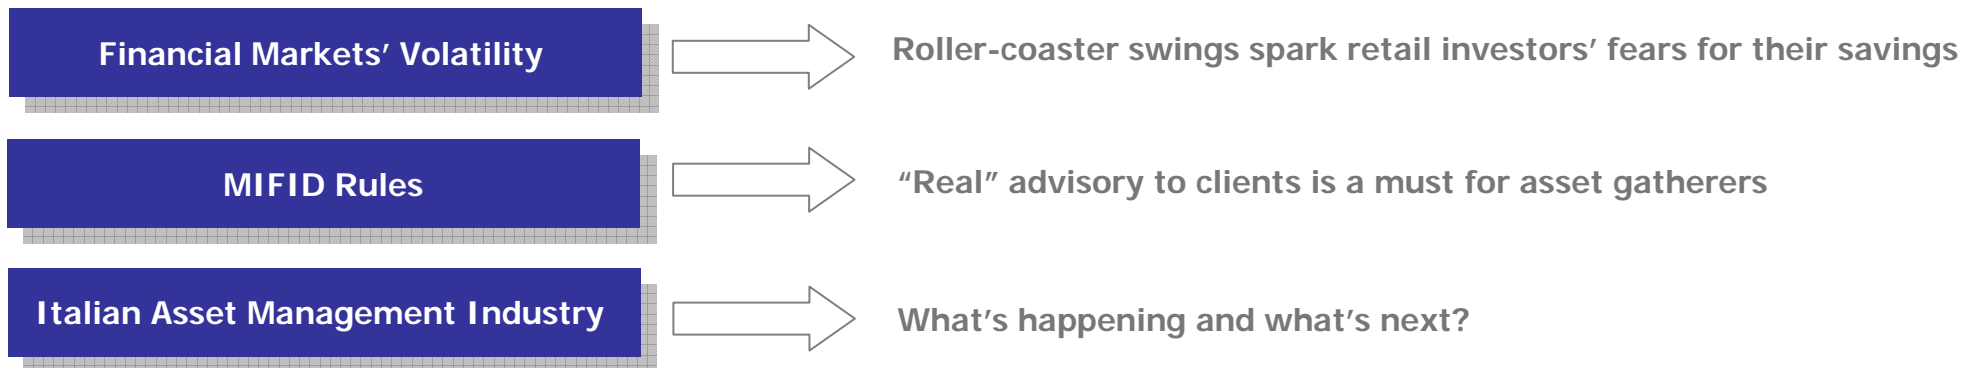 Financial Markets’ Volatility
Roller-coaster swings spark retail investors’ fears for their savings
MIFID Rules
“Real” advisory to clients is a must for asset gatherers
Italian Asset Management Industry
What’s happening and what’s next?